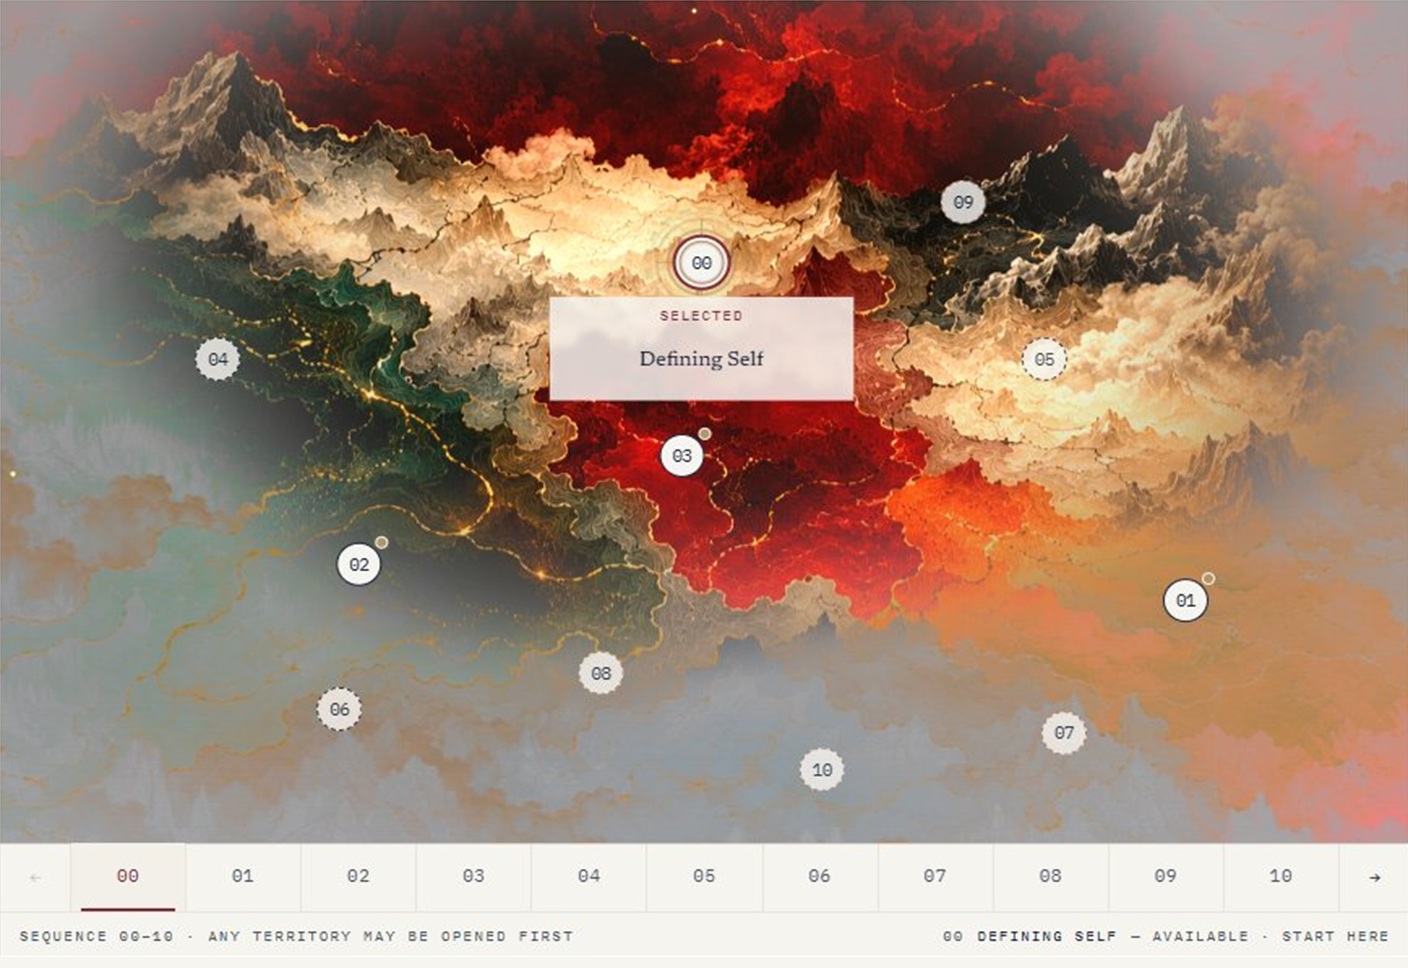 09
00
SELECTED
Defining Self
04
05
03
02
01
08
06
07
10
← 00 01 02 03 04 05 06 07 08 09 10 →
SEQUENCE 00–10 · ANY TERRITORY MAY BE OPENED FIRST
00 DEFINING SELF — AVAILABLE · START HERE